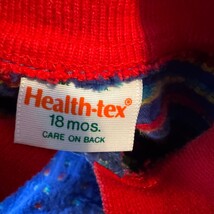 Health-tex®
18 mos.
CARE ON BACK